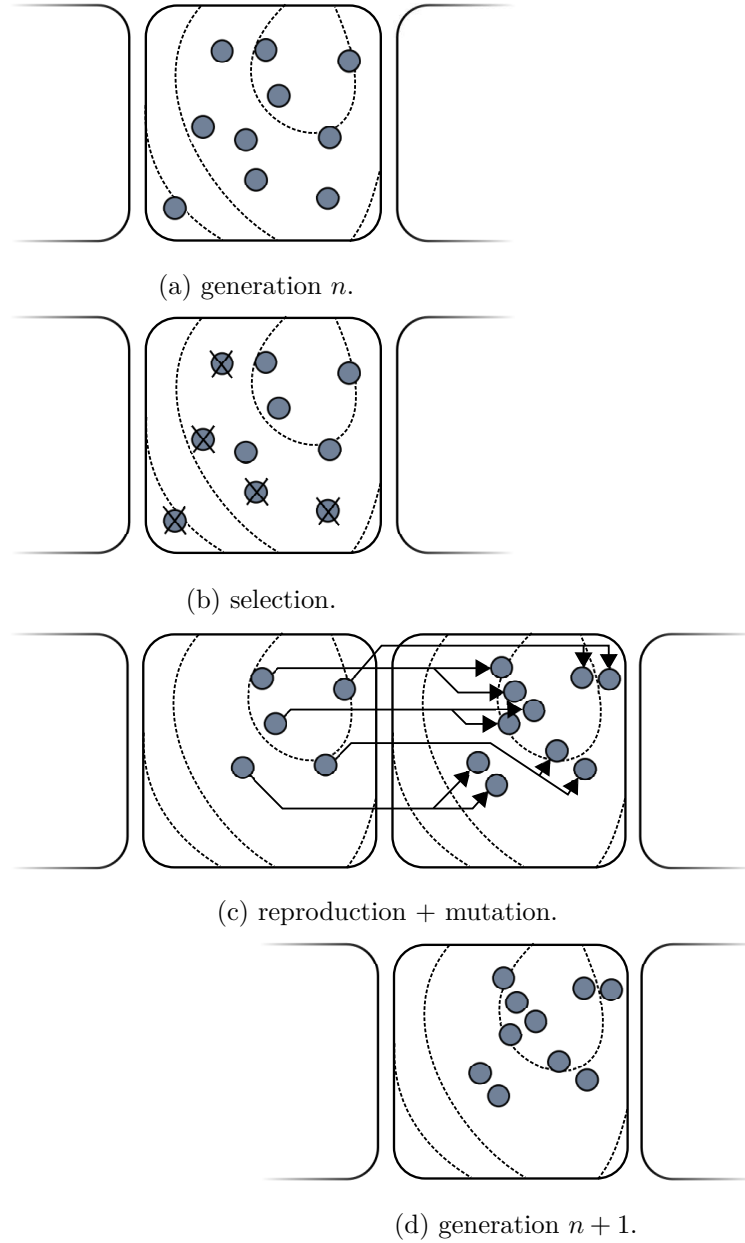 (a) generation n.
(b) selection.
(c) reproduction + mutation.
(d) generation n + 1.